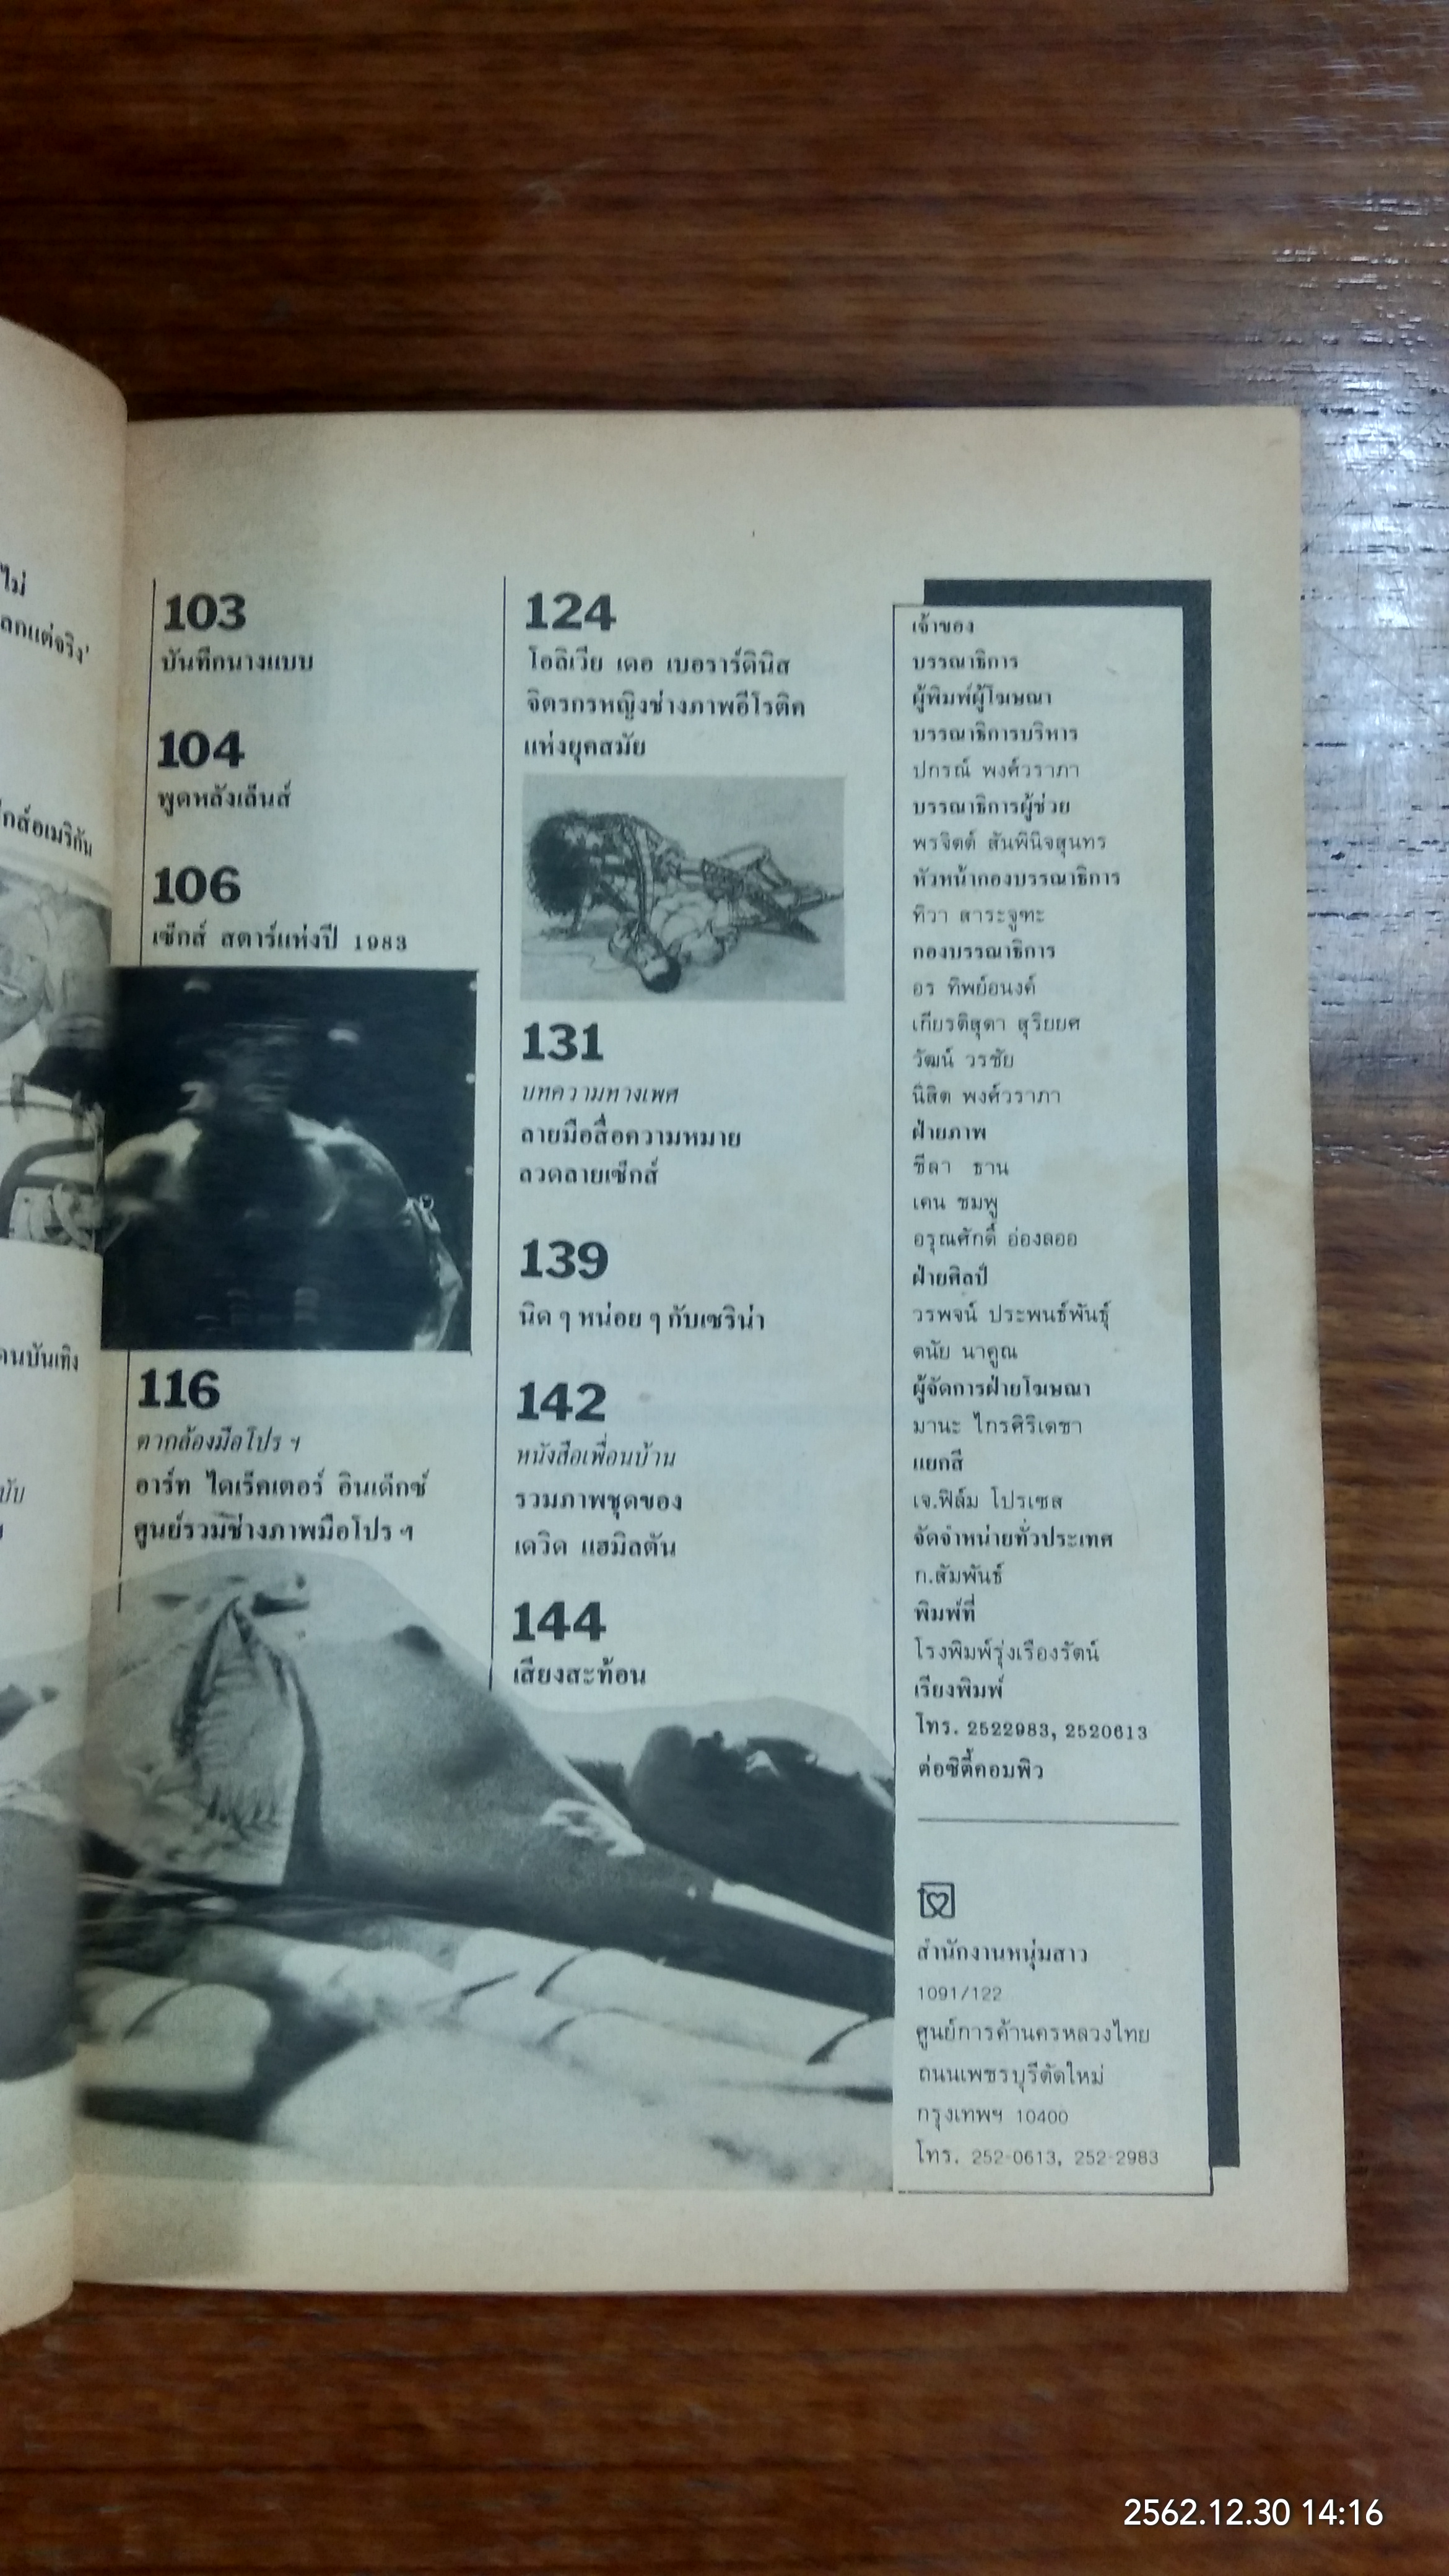 ไม่
ลกแต่จริง'
กส์อเมริกัน
คนบันเทิง
103
บันทึกนางแบบ
104
พูดหลังเล็นส์
106
เซ็กส์ สตาร์แห่งปี 1983
116
ตากล้องมือโปร ฯ
อาร์ท ไดเร็คเตอร์ อินเด็กซ์
ศูนย์รวมช่างภาพมือโปร ฯ
124
โอลิเวีย เดอ เบอราร์ดินิส
จิตรกรหญิงช่างภาพอีโรติค
แห่งยุคสมัย
131
บทความทางเพศ
ลายมือสื่อความหมาย
ลวดลายเซ็กส์
139
นิด ๆ หน่อย ๆ กับเซริน่า
142
หนังสือเพื่อนบ้าน
รวมภาพชุดของ
เดวิด แฮมิลตัน
144
เสียงสะท้อน
เจ้าของ
บรรณาธิการ
ผู้พิมพ์ผู้โฆษณา
บรรณาธิการบริหาร
ปกรณ์ พงศ์วราภา
บรรณาธิการผู้ช่วย
พรจิตต์ สันพินิจสุนทร
หัวหน้ากองบรรณาธิการ
ทิวา สาระจูฑะ
กองบรรณาธิการ
อร ทิพย์อนงค์
เกียรติสุดา สุริยยศ
วัฒน์ วรชัย
นิสิต พงศ์วราภา
ฝ่ายภาพ
ชีลา ธาน
เคน ชมพู
อรุณศักดิ์ อ่องลออ
ฝ่ายศิลป์
วรพจน์ ประพนธ์พันธุ์
ดนัย นาคูณ
ผู้จัดการฝ่ายโฆษณา
มานะ ไกรศิริเดชา
แยกสี
เจ.ฟิล์ม โปรเซส
จัดจำหน่ายทั่วประเทศ
ก.สัมพันธ์
พิมพ์ที่
โรงพิมพ์รุ่งเรืองรัตน์
เรียงพิมพ์
โทร. 2522983, 2520613
ต่อซิตี้คอมพิว
สำนักงานหนุ่มสาว
1091/122
ศูนย์การค้านครหลวงไทย
ถนนเพชรบุรีตัดใหม่
กรุงเทพฯ 10400
โทร. 252-0613, 252-2983
2562.12.30 14:16